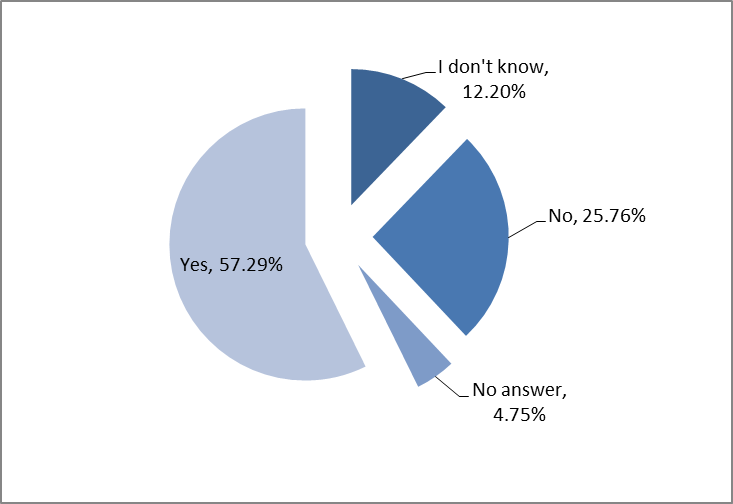 I don't know,
12.20%
No, 25.76%
Yes, 57.29%
No answer,
4.75%